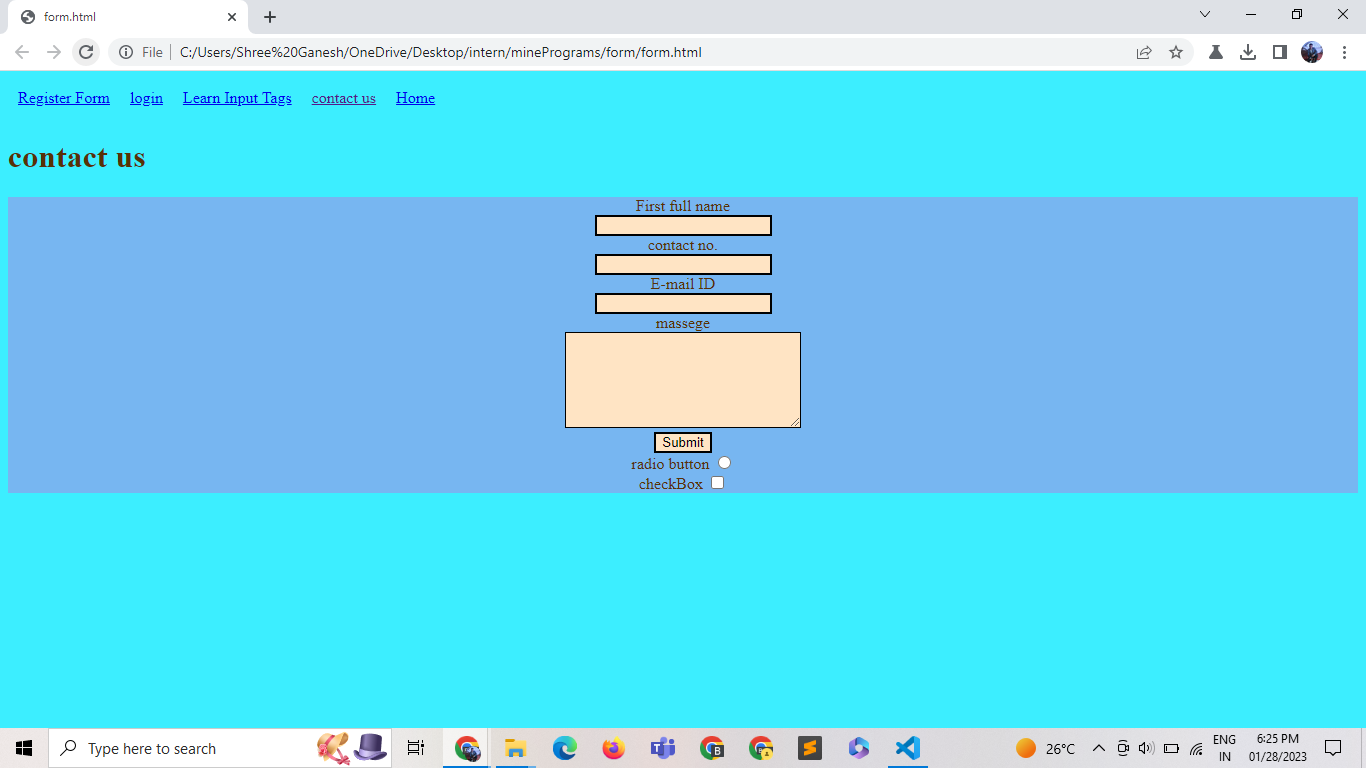 form.html
File
C:/Users/Shree%20Ganesh/OneDrive/Desktop/intern/minePrograms/form/form.html
Register Form login Learn Input Tags contact us Home
contact us
First full name
contact no.
E-mail ID
massege
Submit
radio button
checkBox
Type here to search
B
26°C
ENG
IN
6:25 PM
01/28/2023